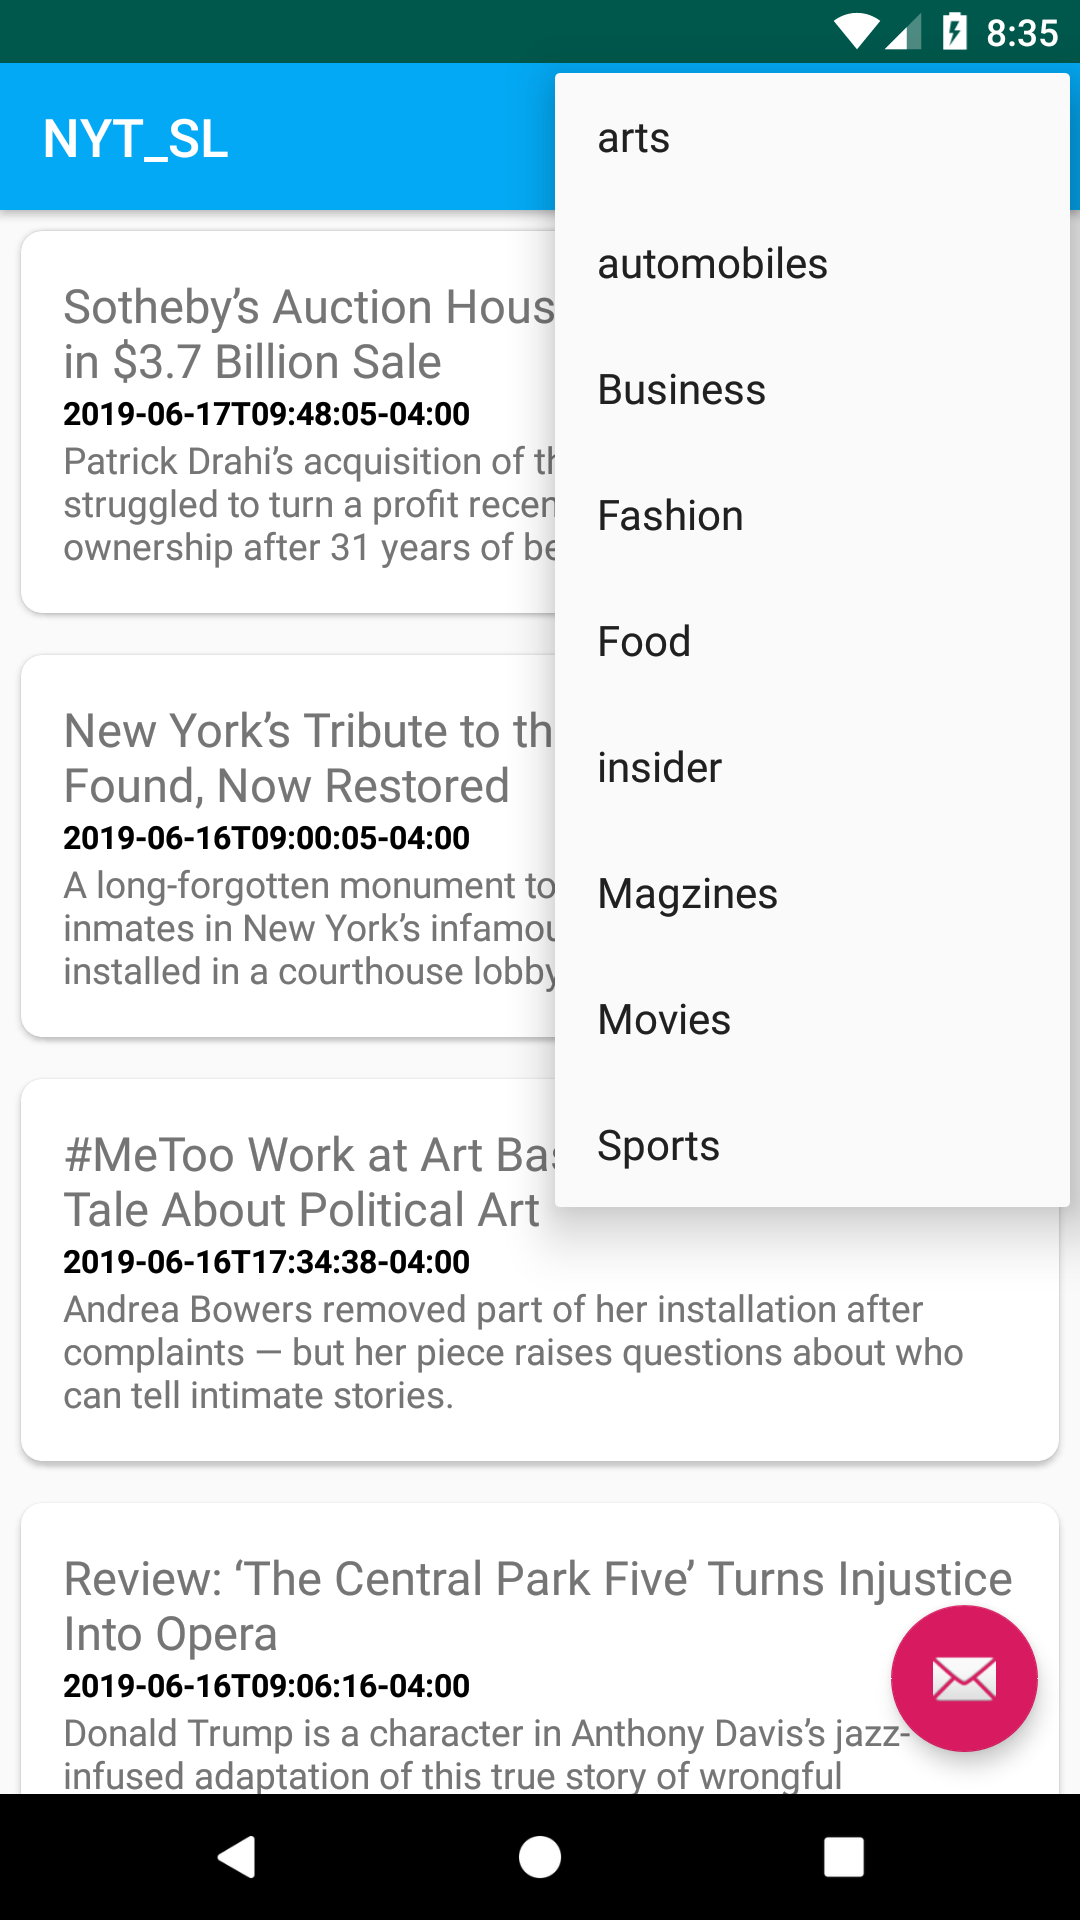 8:35
NYT_SL
arts
automobiles
Business
Fashion
Food
insider
Magzines
Movies
Sports
Sotheby’s Auction Hous
in $3.7 Billion Sale
2019-06-17T09:48:05-04:00
Patrick Drahi’s acquisition of th
struggled to turn a profit recen
ownership after 31 years of be
New York’s Tribute to th
Found, Now Restored
2019-06-16T09:00:05-04:00
A long-forgotten monument to
inmates in New York’s infamou
installed in a courthouse lobby
#MeToo Work at Art Bas
Tale About Political Art
2019-06-16T17:34:38-04:00
Andrea Bowers removed part of her installation after
complaints — but her piece raises questions about who
can tell intimate stories.
Review: ‘The Central Park Five’ Turns Injustice
Into Opera
2019-06-16T09:06:16-04:00
Donald Trump is a character in Anthony Davis’s jazz-
infused adaptation of this true story of wrongful